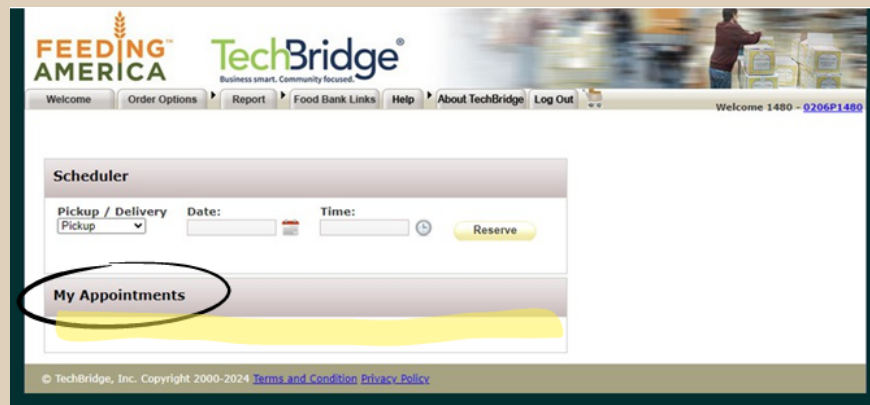 FEEDING™
AMERICA
TechBridge®
Business smart. Community focused.
Welcome Order Options Report Food Bank Links Help About TechBridge Log Out
Welcome 1480 - 0206P1480
Scheduler
Pickup / Delivery Date: Time:
Pickup Reserve
My Appointments
© TechBridge, Inc. Copyright 2000-2024 Terms and Condition Privacy Policy